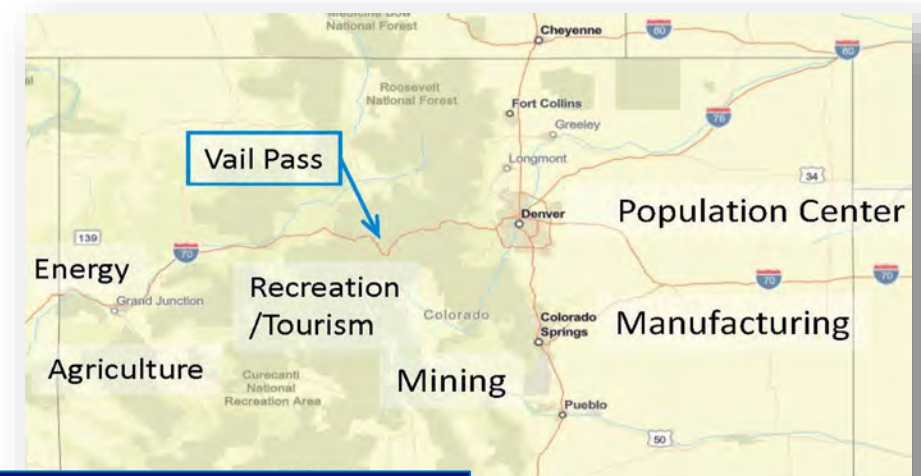 Medicine Bow
National Forest
Cheyenne
80
80
Roosevelt
National Forest
Fort Collins
76
Greeley
Vail Pass
Longmont
34
Denver
Population Center
139
70
Energy
70
70
Grand Junction
Recreation
/Tourism
Colorado
Colorado
Springs
Manufacturing
Agriculture
Curecanti
National
Recreation Area
Mining
Pueblo
50